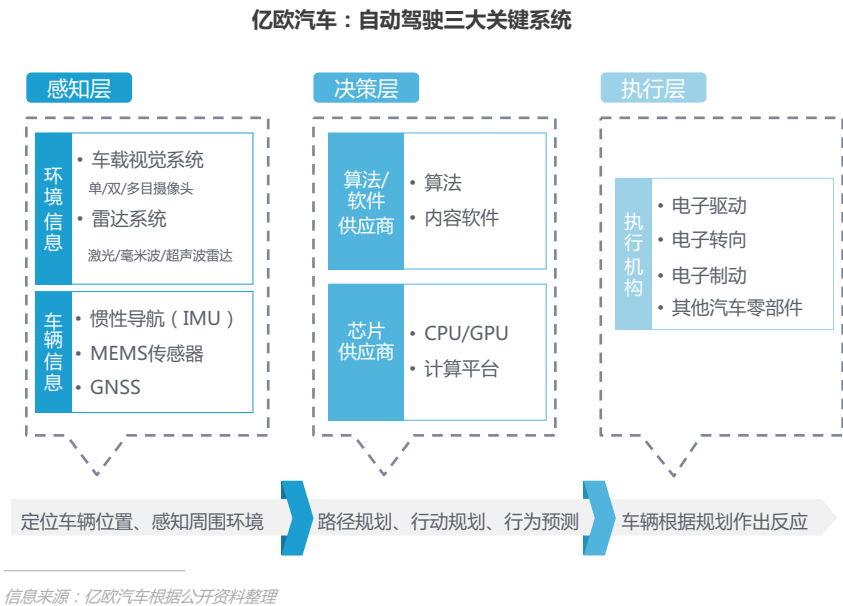 亿欧汽车：自动驾驶三大关键系统
感知层
环境信息
• 车载视觉系统
单/双/多目摄像头
• 雷达系统
激光/毫米波/超声波雷达
车辆信息
• 惯性导航（IMU）
• MEMS传感器
• GNSS
决策层
算法/
软件
供应商
• 算法
• 内容软件
芯片
供应商
• CPU/GPU
• 计算平台
执行层
执行机构
• 电子驱动
• 电子转向
• 电子制动
• 其他汽车零部件
定位车辆位置、感知周围环境
路径规划、行动规划、行为预测
车辆根据规划作出反应
信息来源：亿欧汽车根据公开资料整理